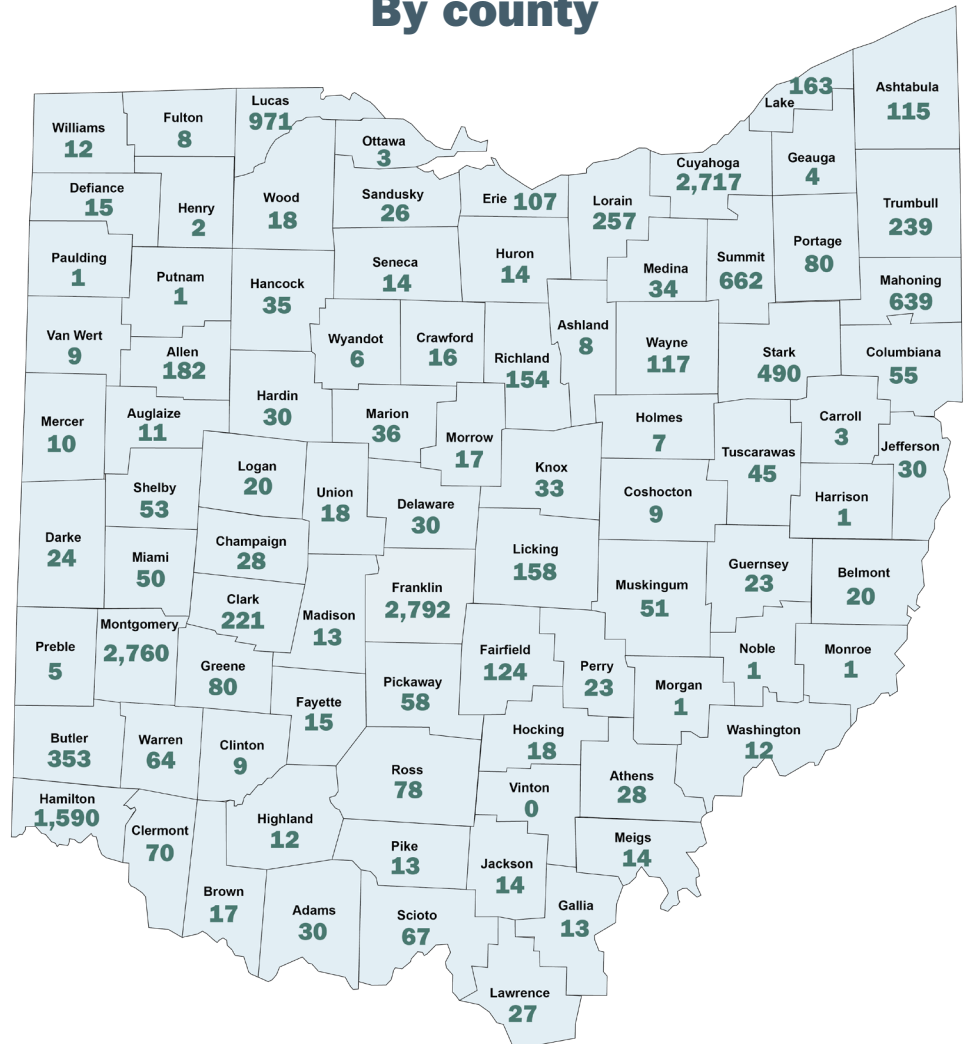 By county
163
Lake
Ashtabula
115
Lucas
971
Fulton
8
Williams
12
Ottawa
3
Cuyahoga
2,717
Geauga
4
Defiance
15
Henry
2
Wood
18
Sandusky
26
Erie 107
Lorain
257
Trumbull
239
Paulding
1
Putnam
1
Hancock
35
Seneca
14
Huron
14
Medina
34
Summit
662
Portage
80
Mahoning
639
Van Wert
9
Allen
182
Wyandot
6
Crawford
16
Richland
154
Ashland
8
Wayne
117
Stark
490
Columbiana
55
Mercer
10
Auglaize
11
Hardin
30
Marion
36
Morrow
17
Holmes
7
Carroll
3
Tuscarawas
45
Jefferson
30
Shelby
53
Logan
20
Union
18
Delaware
30
Knox
33
Coshocton
9
Harrison
1
Darke
24
Miami
50
Champaign
28
Licking
158
Guernsey
23
Belmont
20
Clark
221
Madison
13
Franklin
2,792
Muskingum
51
Preble
5
Montgomery
2,760
Greene
80
Fairfield
124
Perry
23
Noble
1
Monroe
1
Fayette
15
Pickaway
58
Morgan
1
Washington
12
Butler
353
Warren
64
Clinton
9
Hocking
18
Ross
78
Athens
28
Vinton
0
Hamilton
1,590
Clermont
70
Highland
12
Pike
13
Meigs
14
Jackson
14
Brown
17
Adams
30
Scioto
67
Gallia
13
Lawrence
27